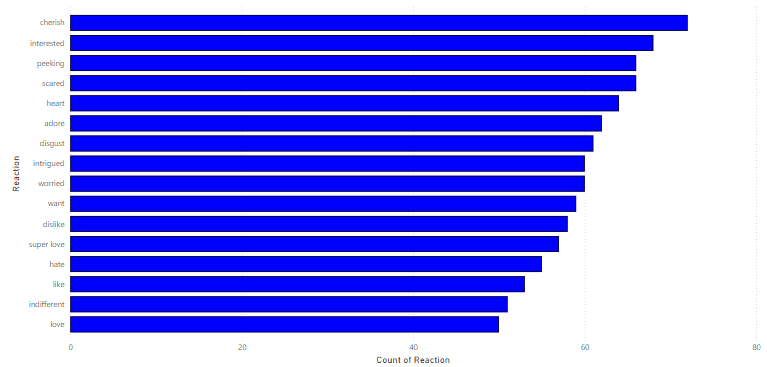 cherish
interested
peeking
scared
heart
adore
disgust
intrigued
worried
want
dislike
super love
hate
like
indifferent
love
Reaction
0 20 40 60 80
Count of Reaction